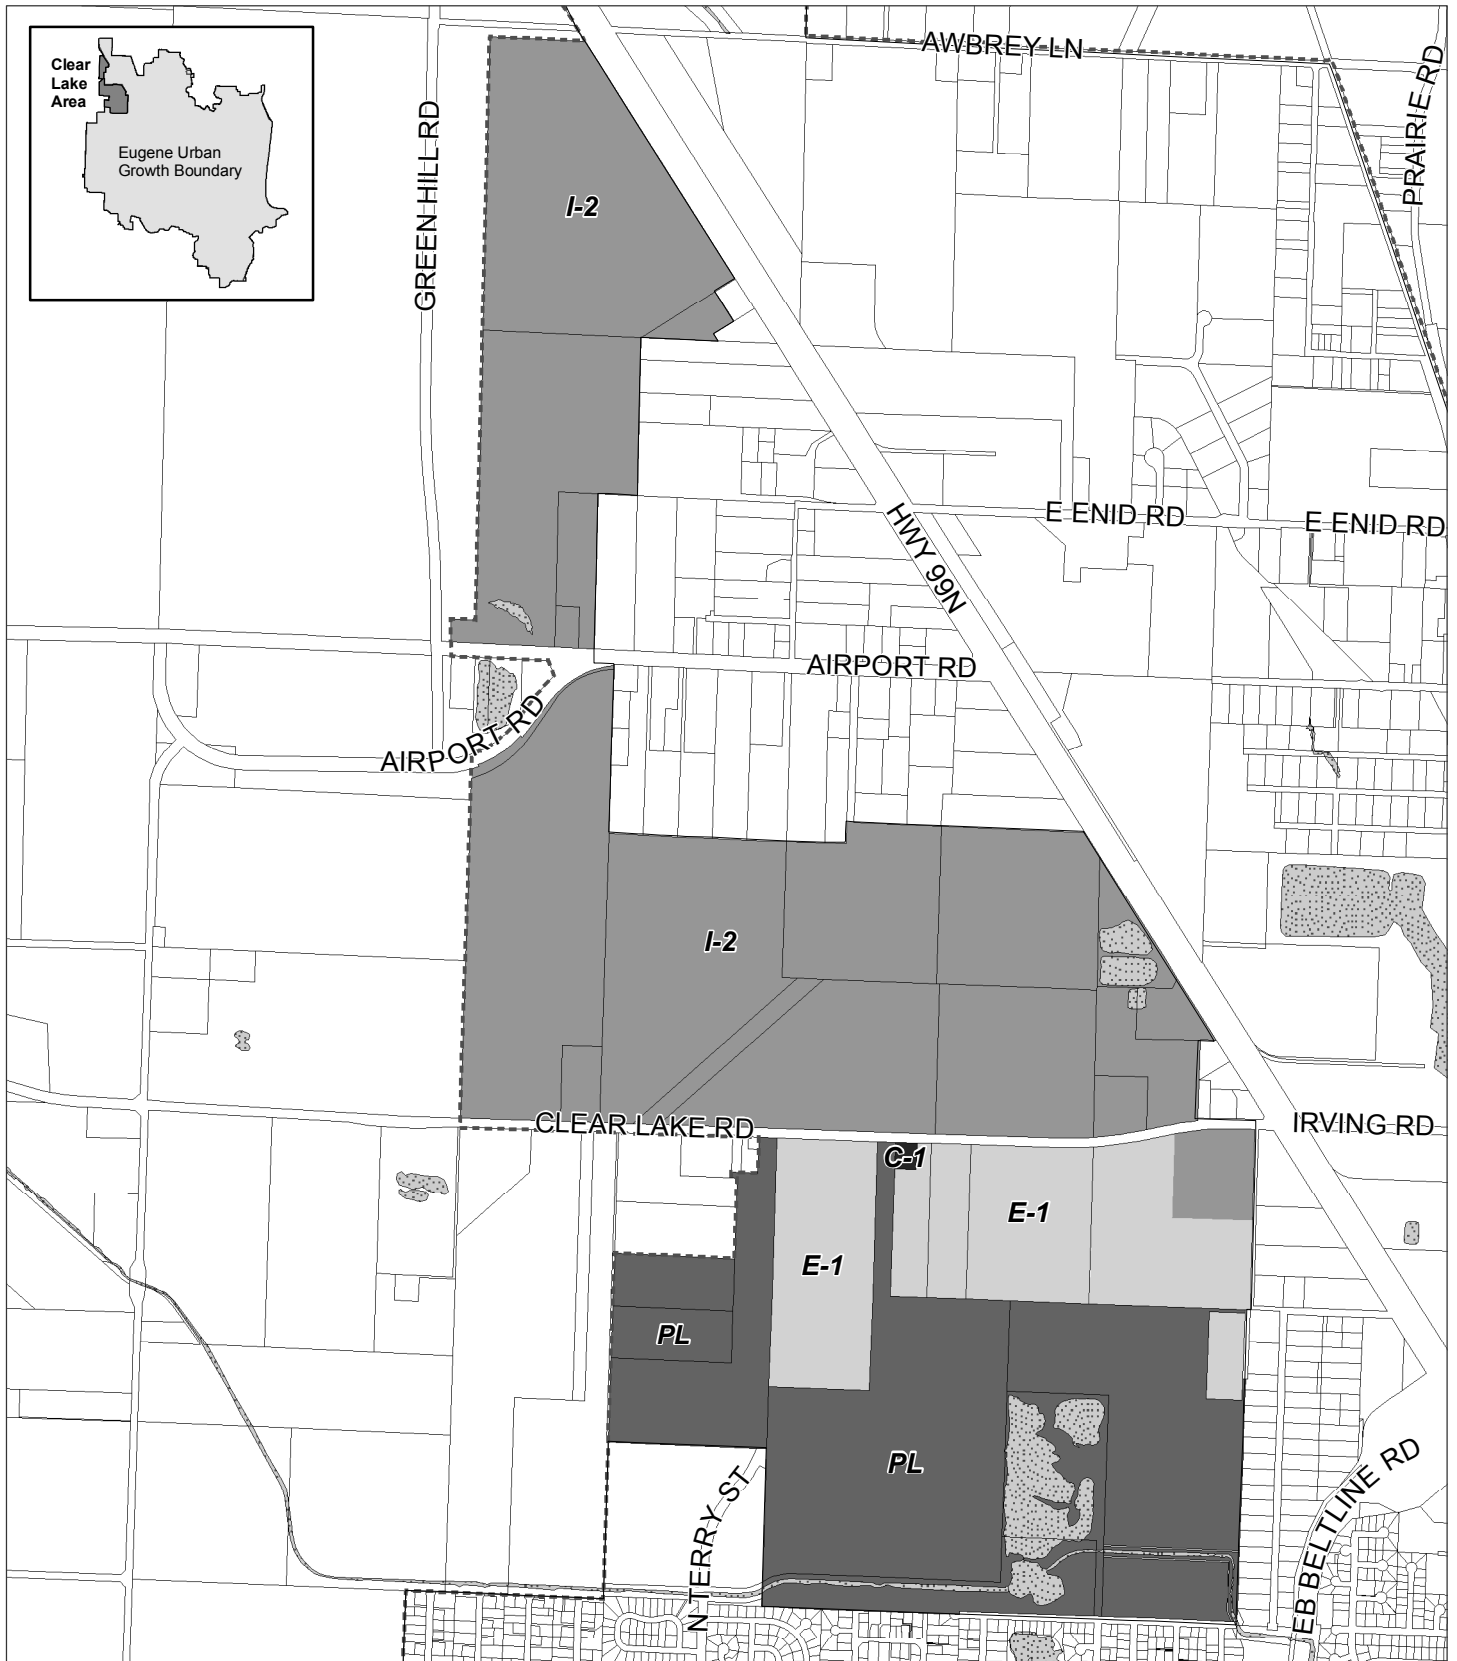 Clear
Lake
Area
Eugene Urban
Growth Boundary
AWBREY LN
PRAIRIE RD
GREEN HILL RD
I-2
HWY 99N
E ENID RD
E ENID RD
AIRPORT RD
AIRPORT RD
I-2
CLEAR LAKE RD
IRVING RD
C-1
E-1
E-1
PL
PL
N TERRY ST
EB BELTLINE RD